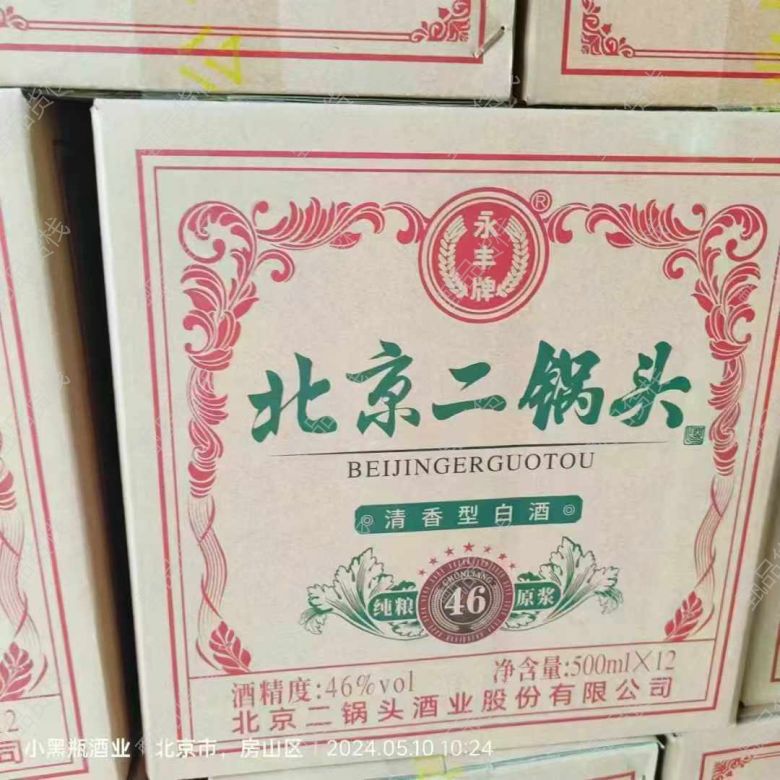 永
丰
牌
®
北京二锅头
BEIJINGERGUOTOU
清香型白酒
CHUNLIANG
纯粮 46 原浆
酒精度:46%vol 净含量:500ml×12
北京二锅头酒业股份有限公司
小黑瓶酒业 北京市, 房山区 2024.05.10 10:24